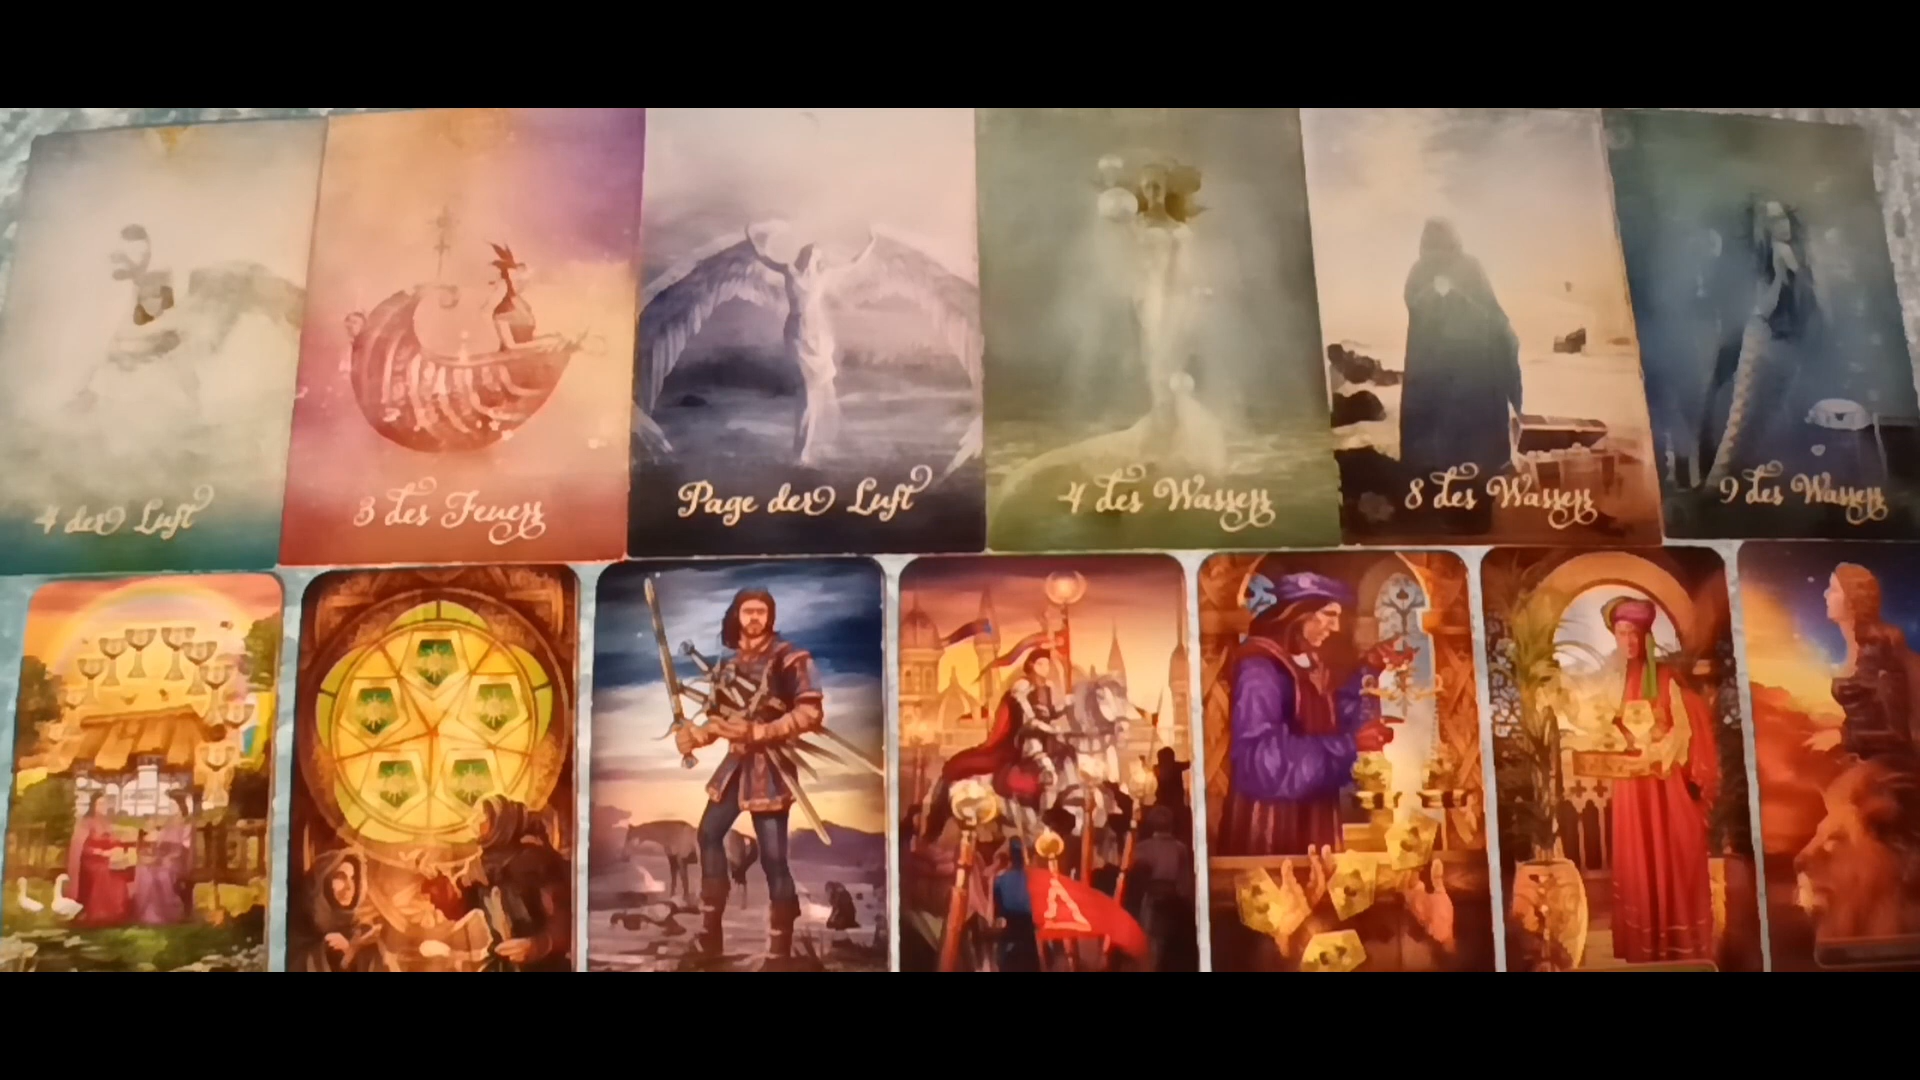 4 der Luft
3 des Feuers
Page der Luft
4 des Wassers
8 des Wassers
9 des Wassers